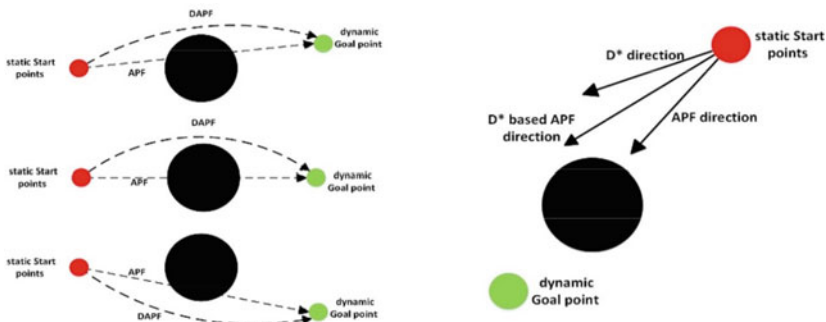 DAPF
dynamic
Goal point
static Start
points
APF
DAPF
static Start
points
APF
dynamic
Goal point
static Start
points
APF
DAPF
dynamic
Goal point
static Start
points
D* direction
D* based APF
direction
APF direction
dynamic
Goal point